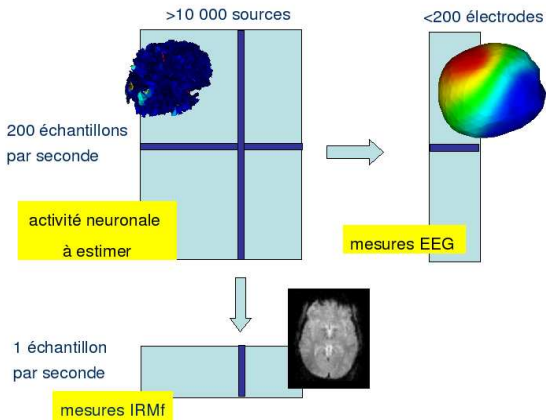 >10 000 sources
<200 électrodes
200 échantillons
par seconde
activité neuronale
à estimer
mesures EEG
1 échantillon
par seconde
mesures IRMf